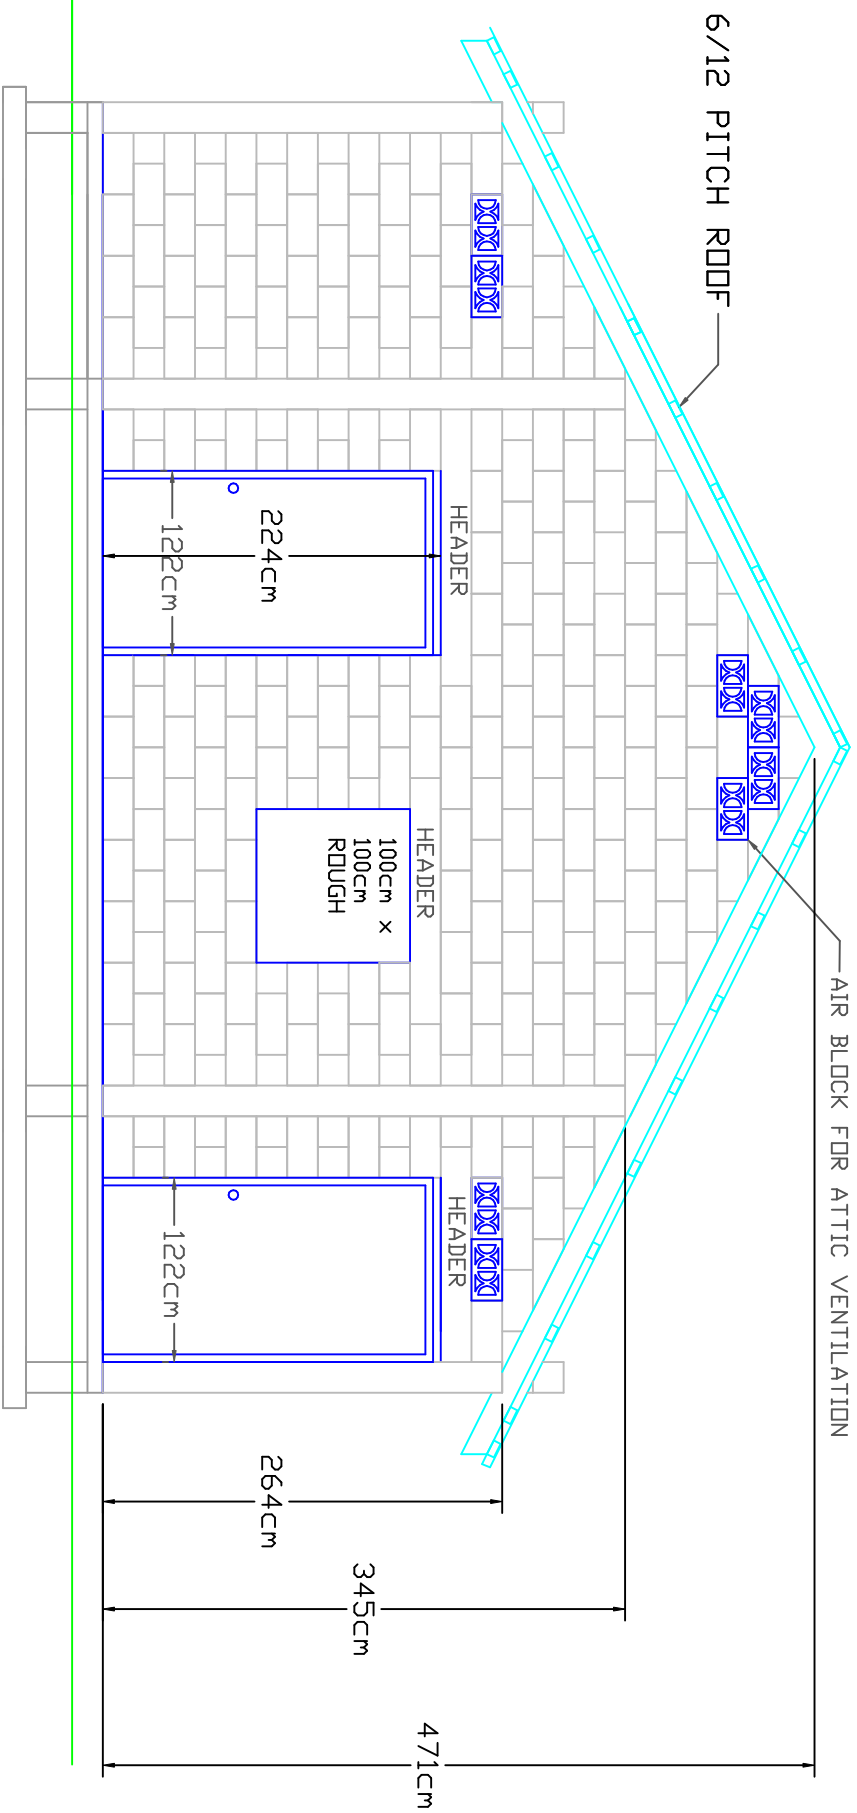 6/12 PITCH ROOF
AIR BLOCK FOR ATTIC VENTILATION
HEADER
224cm
122cm
HEADER
100cm x
100cm
ROUGH
HEADER
122cm
264cm
345cm
471cm